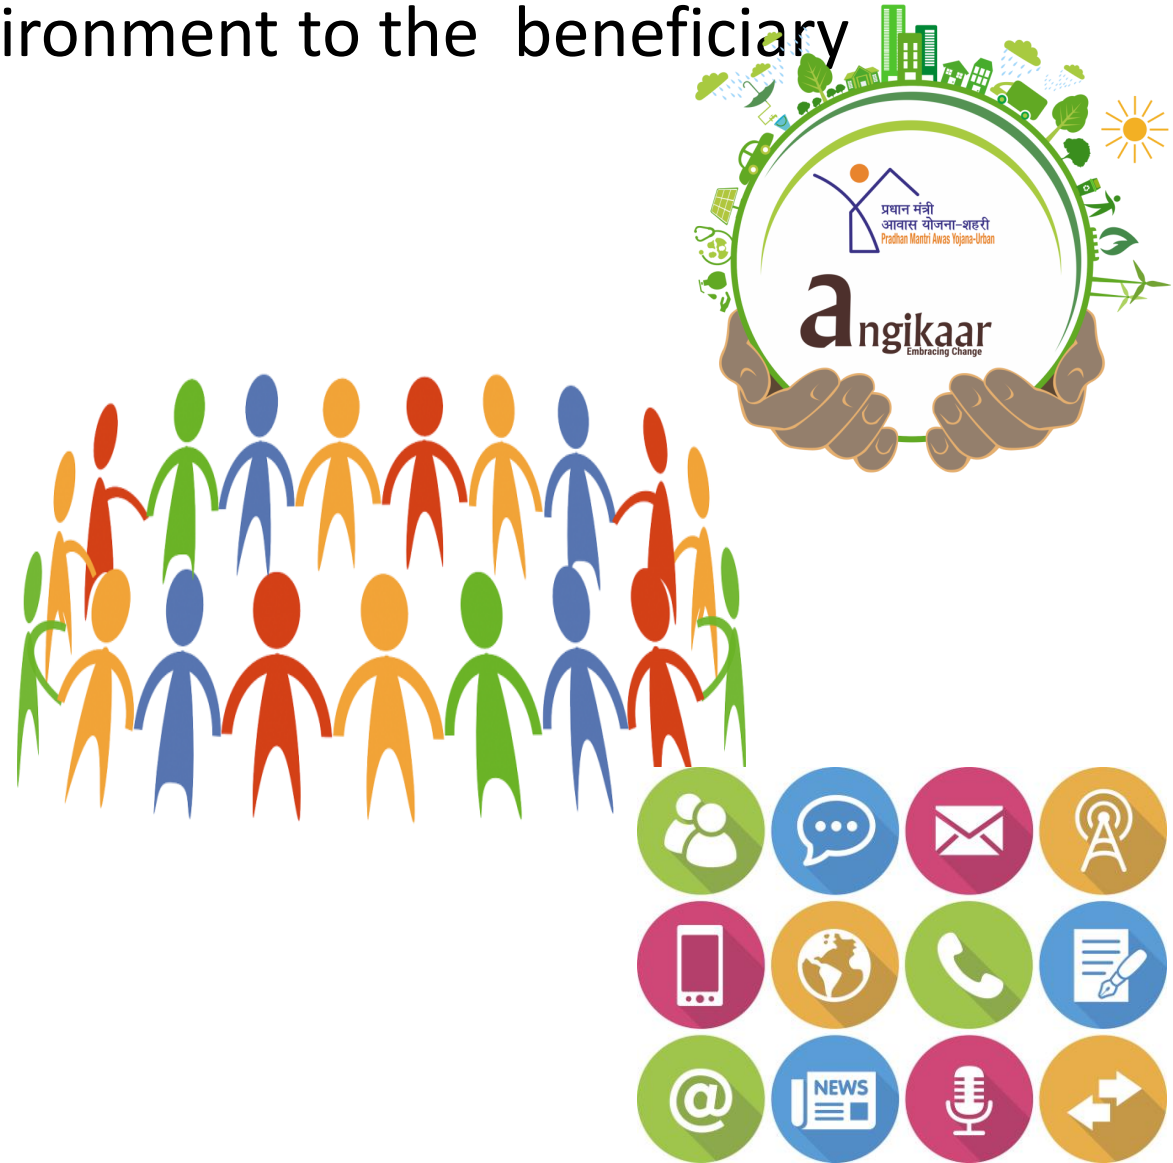 ironment to the beneficiary
प्रधान मंत्री
आवास योजना-शहरी
Pradhan Mantri Awas Yojana-Urban
angikaar
Embracing Change
@
NEWS